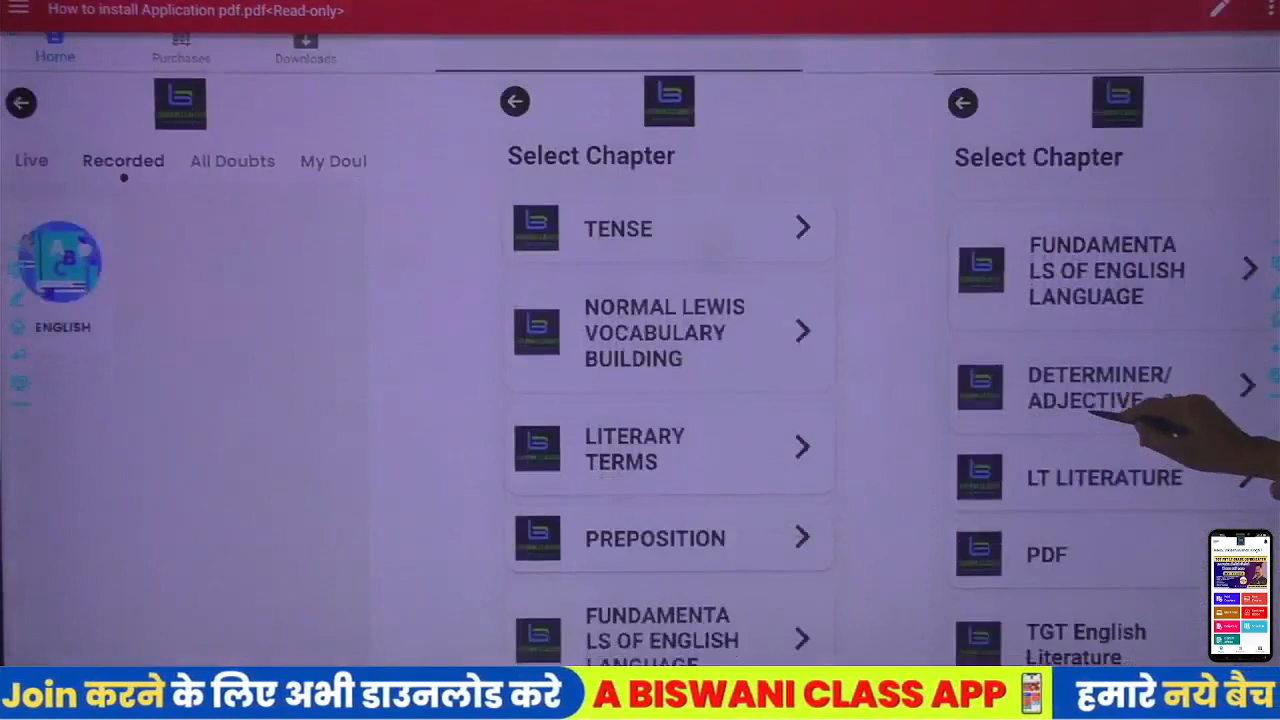 How to install Application pdf.pdf<Read-only>
Home
Purchases
Downloads
Live
Recorded
All Doubts
My Doul
ENGLISH
Select Chapter
TENSE
NORMAL LEWIS
VOCABULARY
BUILDING
LITERARY
TERMS
PREPOSITION
FUNDAMENTA
LS OF ENGLISH
LANGUAGE
Select Chapter
FUNDAMENTA
LS OF ENGLISH
LANGUAGE
DETERMINER/
ADJECTIVE
LT LITERATURE
PDF
TGT English
Literature
Join करने के लिए अभी डाउनलोड करे
A BISWANI CLASS APP
हमारे नये बैच